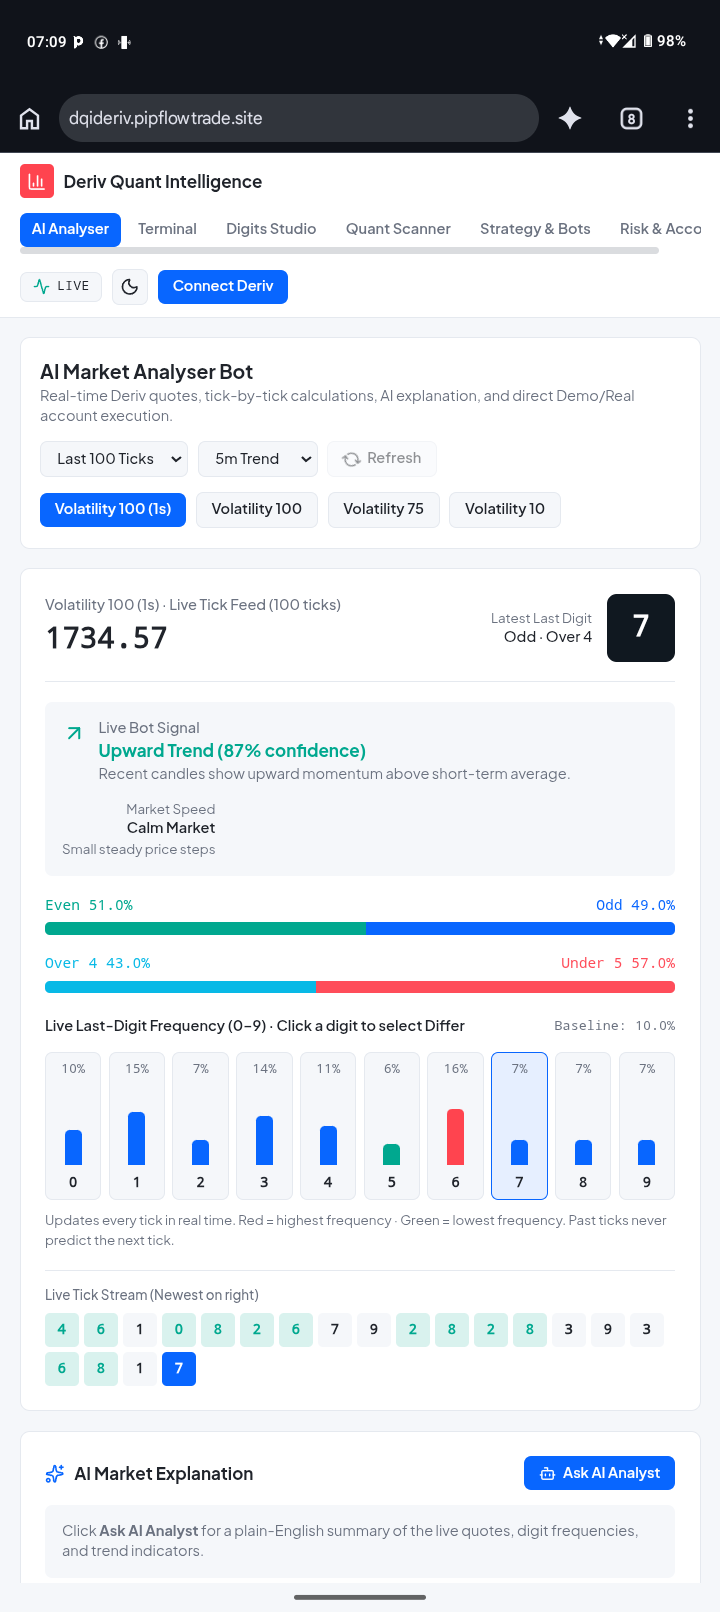 07:09
98%
dqideriv.pipflowtrade.site
8
Deriv Quant Intelligence
AI Analyser Terminal Digits Studio Quant Scanner Strategy & Bots Risk & Acco
LIVE Connect Deriv
AI Market Analyser Bot
Real-time Deriv quotes, tick-by-tick calculations, AI explanation, and direct Demo/Real
account execution.
Last 100 Ticks 5m Trend Refresh
Volatility 100 (1s) Volatility 100 Volatility 75 Volatility 10
Volatility 100 (1s) · Live Tick Feed (100 ticks)
1734.57
Latest Last Digit
Odd · Over 4
7
Live Bot Signal
Upward Trend (87% confidence)
Recent candles show upward momentum above short-term average.
Market Speed
Calm Market
Small steady price steps
Even 51.0% Odd 49.0%
Over 4 43.0% Under 5 57.0%
Live Last-Digit Frequency (0–9) · Click a digit to select Differ Baseline: 10.0%
10% 15% 7% 14% 11% 6% 16% 7% 7% 7%
0 1 2 3 4 5 6 7 8 9
Updates every tick in real time. Red = highest frequency · Green = lowest frequency. Past ticks never
predict the next tick.
Live Tick Stream (Newest on right)
4 6 1 0 8 2 6 7 9 2 8 2 8 3 9 3
6 8 1 7
AI Market Explanation Ask AI Analyst
Click Ask AI Analyst for a plain-English summary of the live quotes, digit frequencies,
and trend indicators.